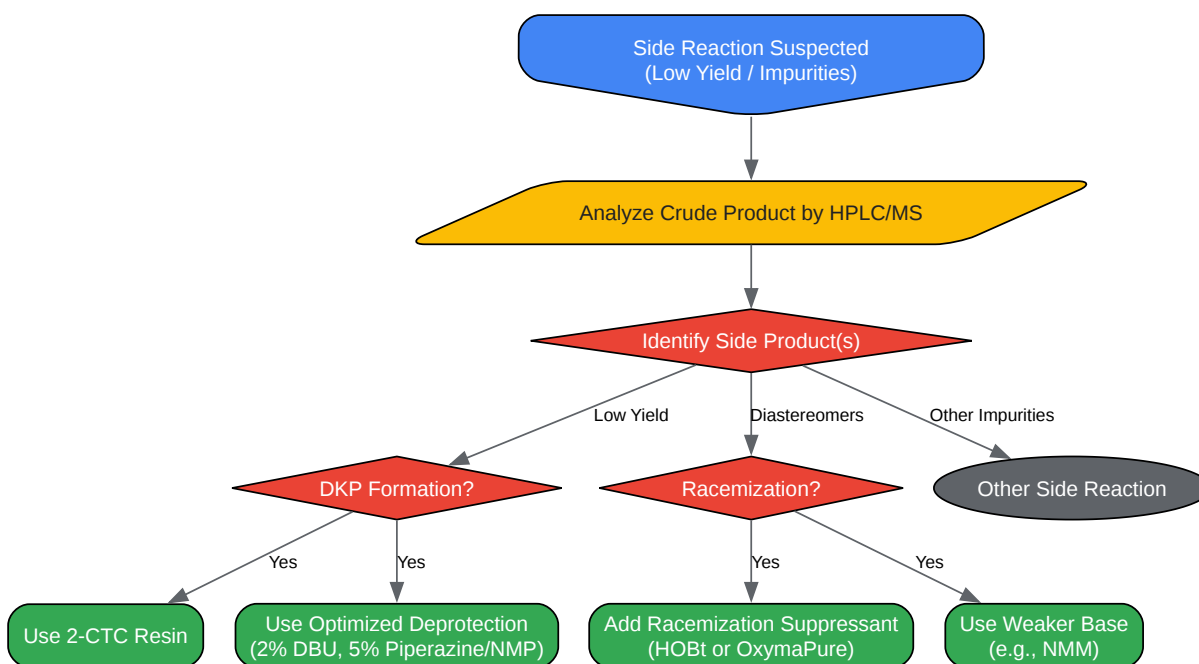 Side Reaction Suspected
(Low Yield / Impurities)
Analyze Crude Product by HPLC/MS
Identify Side Product(s)
Low Yield
Diastereomers
Other Impurities
DKP Formation?
Racemization?
Other Side Reaction
Yes
Yes
Yes
Yes
Use 2-CTC Resin
Use Optimized Deprotection
(2% DBU, 5% Piperazine/NMP)
Add Racemization Suppressant
(HOBt or OxymaPure)
Use Weaker Base
(e.g., NMM)